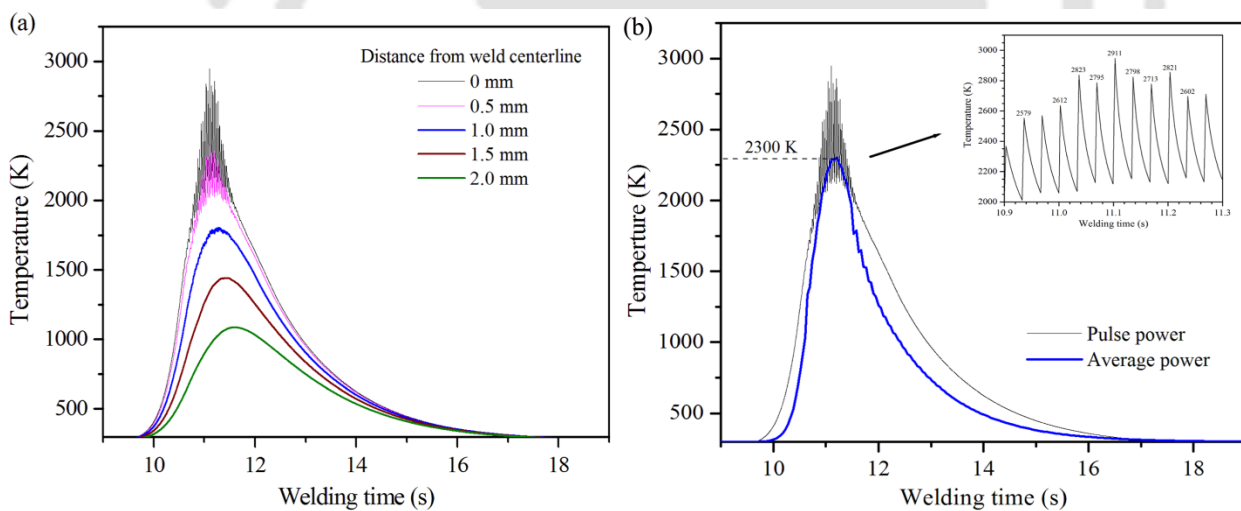 (a)
Distance from weld centerline
0 mm
0.5 mm
1.0 mm
1.5 mm
2.0 mm
3000
2500
2000
1500
1000
500
Temperature (K)
10 12 14 16 18
Welding time (s)
(b)
3000
2500
2000
1500
1000
500
Temperture (K)
2300 K
Pulse power
Average power
10 12 14 16 18
Welding time (s)
3000
2800
2600
2400
2200
2000
Temperature (K)
2579
2612
2823
2795
2911
2798
2713
2821
2602
10.9 11.0 11.1 11.2 11.3
Welding time (s)